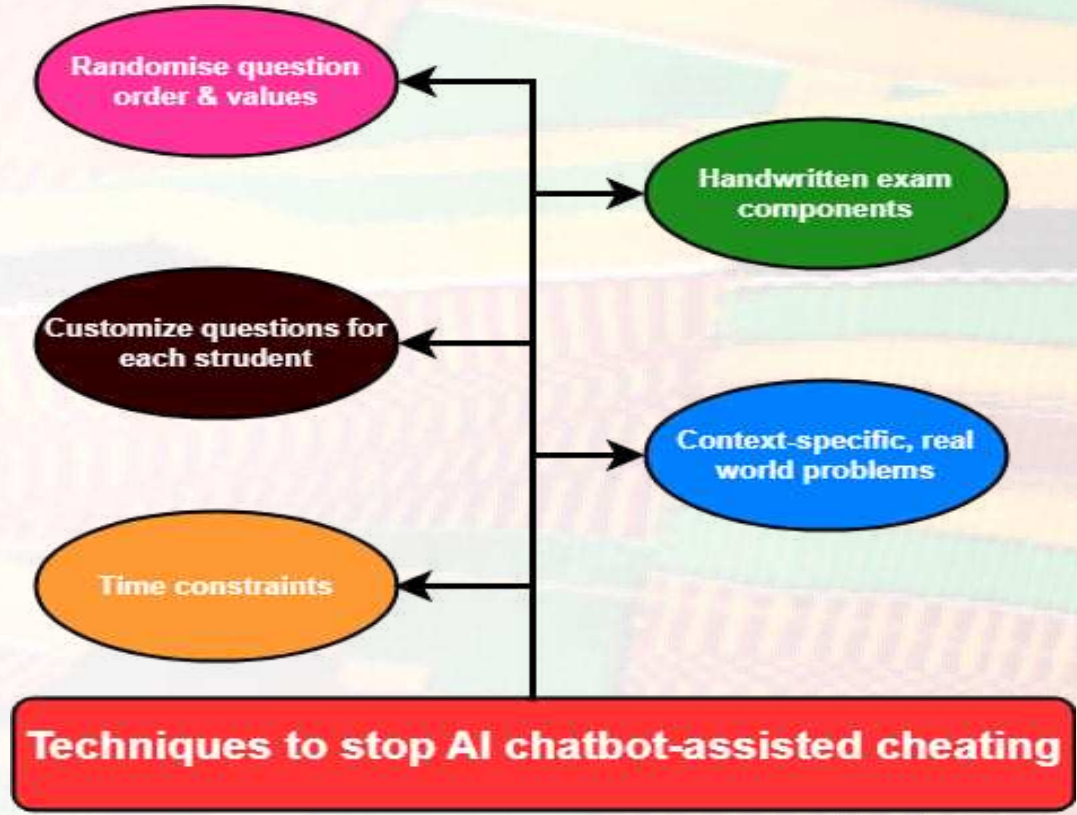 Randomise question
order & values
Handwritten exam
components
Customize questions for
each strudent
Context-specific, real
world problems
Time constraints
Techniques to stop AI chatbot-assisted cheating